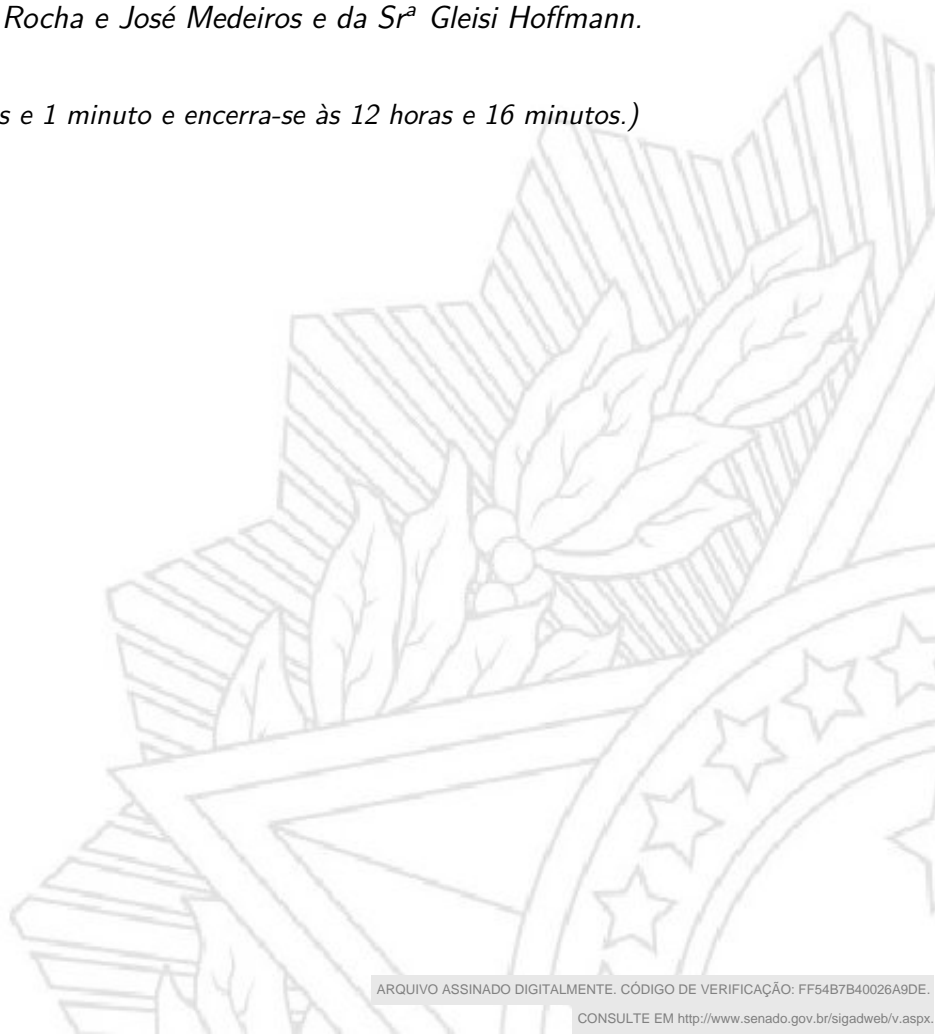 Rocha e José Medeiros e da Srª Gleisi Hoffmann.
s e 1 minuto e encerra-se às 12 horas e 16 minutos.)
ARQUIVO ASSINADO DIGITALMENTE. CÓDIGO DE VERIFICAÇÃO: FF54B7B40026A9DE.
CONSULTE EM http://www.senado.gov.br/sigadweb/v.aspx.